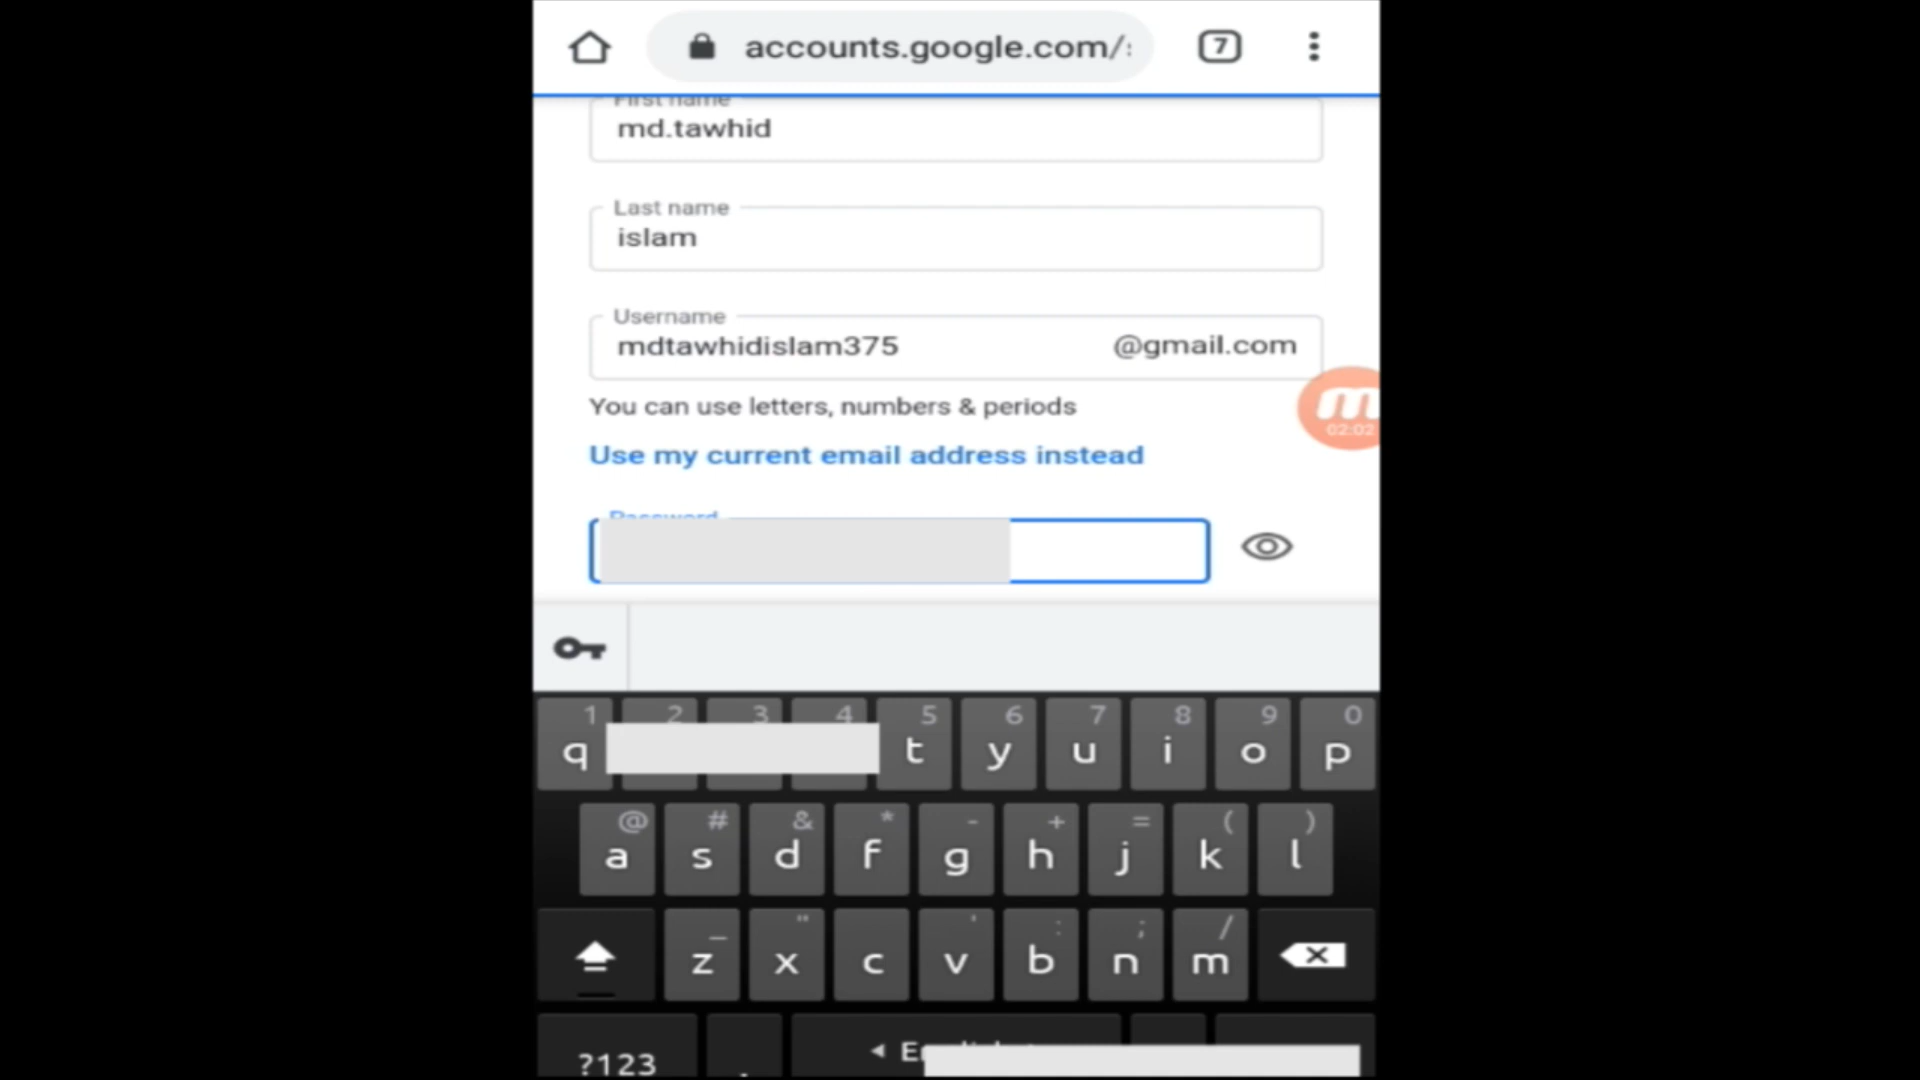 accounts.google.com/
7
First name
md.tawhid
Last name
islam
Username
mdtawhidislam375 @gmail.com
You can use letters, numbers & periods
02:02
Use my current email address instead
Password
1 2 3 4 5 6 7 8 9 0
q t y u i o p
@ # & * - + = ( )
a s d f g h j k l
_ " ' : ; /
z x c v b n m
?123 ,